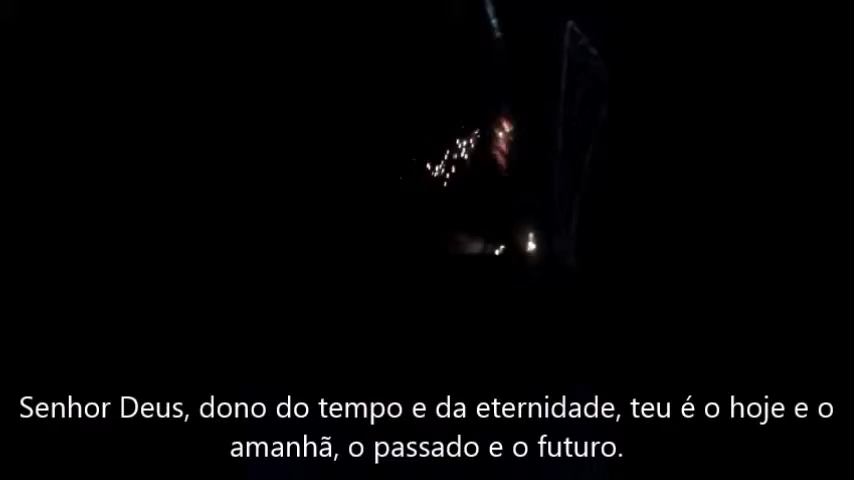 Senhor Deus, dono do tempo e da eternidade, teu é o hoje e o
amanhã, o passado e o futuro.